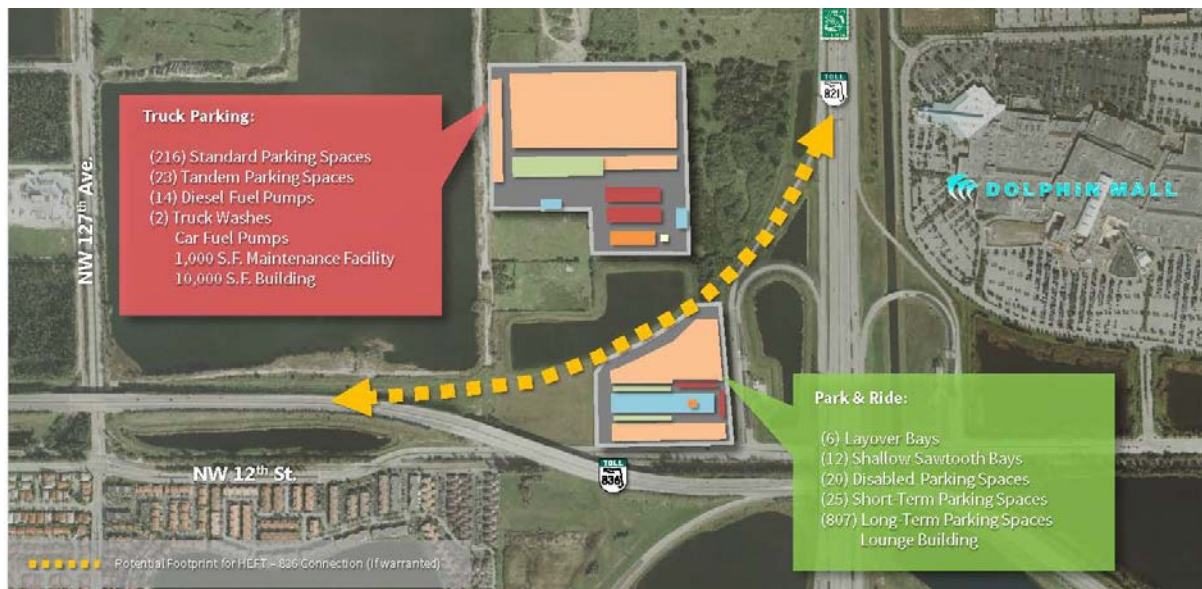 Truck Parking:
(216) Standard Parking Spaces
(23) Tandem Parking Spaces
(14) Diesel Fuel Pumps
(2) Truck Washes
Car Fuel Pumps
1,000 S.F. Maintenance Facility
10,000 S.F. Building
NW 127th Ave.
TOLL
821
DOLPHIN MALL
Park & Ride:
(6) Layover Bays
(12) Shallow Sawtooth Bays
(20) Disabled Parking Spaces
(25) Short-Term Parking Spaces
(807) Long-Term Parking Spaces
Lounge Building
NW 12th St.
TOLL
836
Potential Footprint for HEFT – 836 Connection (If warranted)